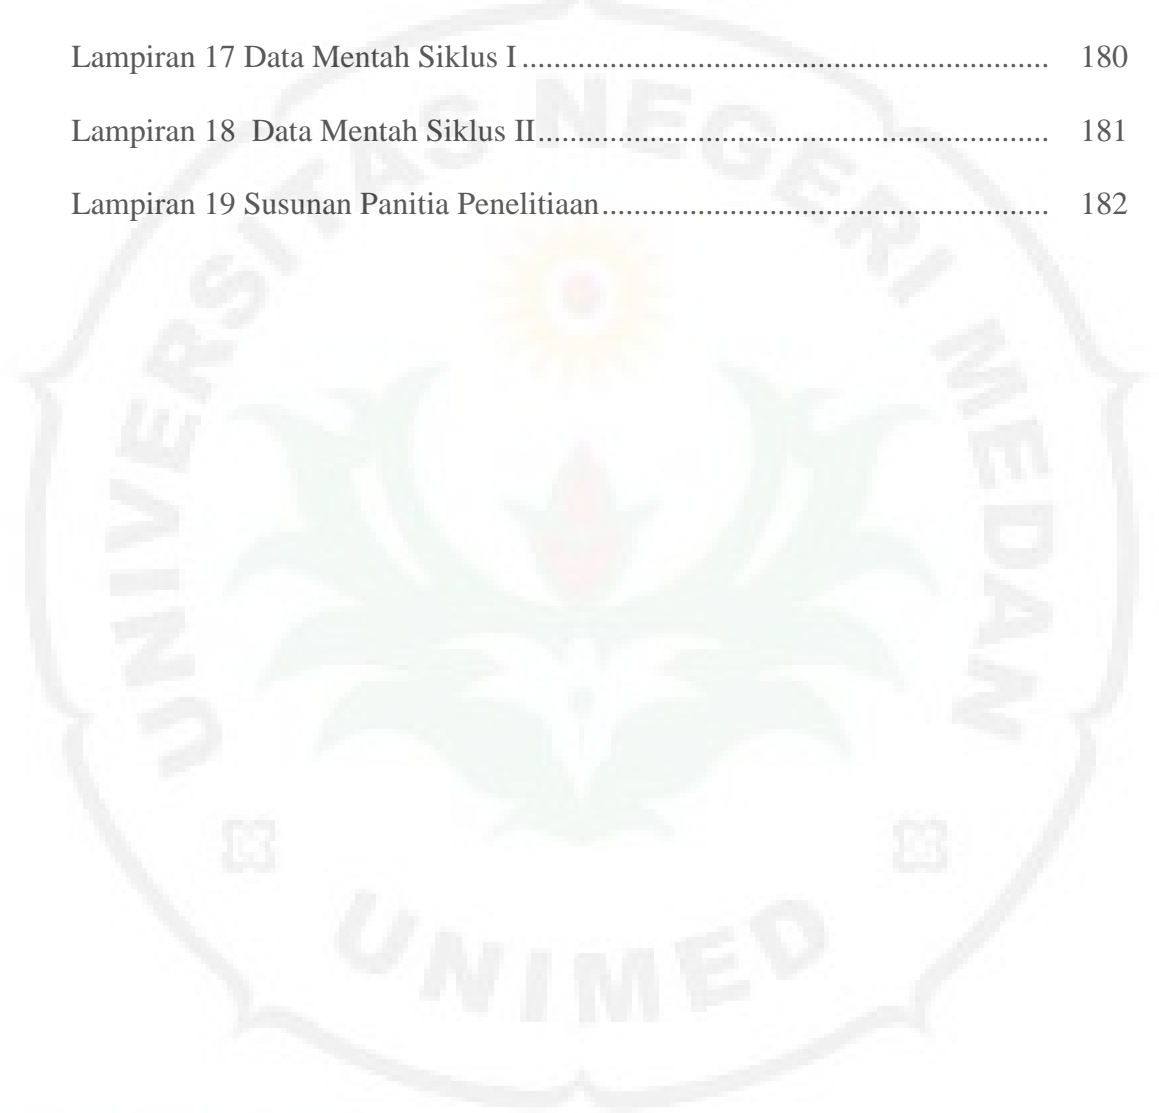 Lampiran 17 Data Mentah Siklus I.................................................................. 180
Lampiran 18  Data Mentah Siklus II................................................................ 181
Lampiran 19 Susunan Panitia Penelitiaan........................................................ 182
UNIVERSITAS NEGERI MEDAN
UNIMED